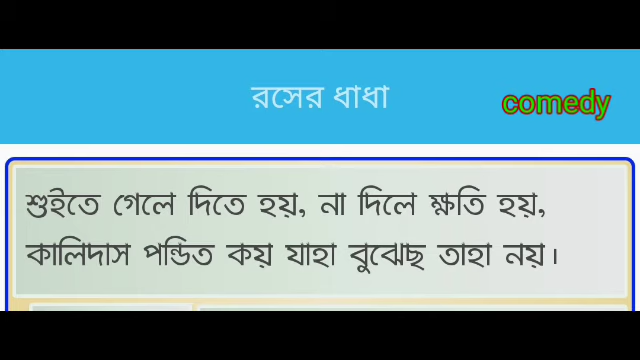 রসের ধাধা
comedy
শুইতে গেলে দিতে হয়, না দিলে ক্ষতি হয়,
কালিদাস পন্ডিত কয় যাহা বুঝেছ তাহা নয়।